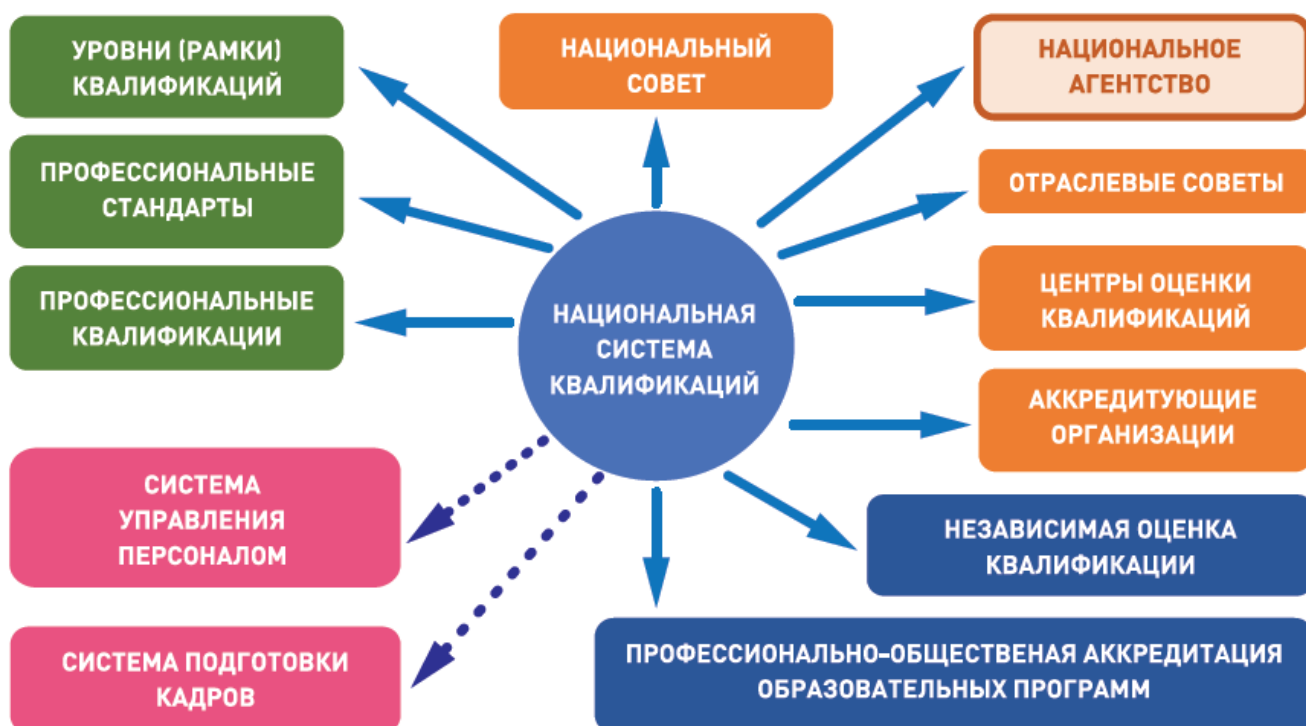 УРОВНИ (РАМКИ)
КВАЛИФИКАЦИЙ
НАЦИОНАЛЬНЫЙ
СОВЕТ
НАЦИОНАЛЬНОЕ
АГЕНТСТВО
ПРОФЕССИОНАЛЬНЫЕ
СТАНДАРТЫ
ОТРАСЛЕВЫЕ СОВЕТЫ
ПРОФЕССИОНАЛЬНЫЕ
КВАЛИФИКАЦИИ
НАЦИОНАЛЬНАЯ
СИСТЕМА
КВАЛИФИКАЦИЙ
ЦЕНТРЫ ОЦЕНКИ
КВАЛИФИКАЦИЙ
АККРЕДИТУЮЩИЕ
ОРГАНИЗАЦИИ
СИСТЕМА
УПРАВЛЕНИЯ
ПЕРСОНАЛОМ
НЕЗАВИСИМАЯ ОЦЕНКА
КВАЛИФИКАЦИИ
СИСТЕМА ПОДГОТОВКИ
КАДРОВ
ПРОФЕССИОНАЛЬНО-ОБЩЕСТВЕНАЯ АККРЕДИТАЦИЯ
ОБРАЗОВАТЕЛЬНЫХ ПРОГРАММ